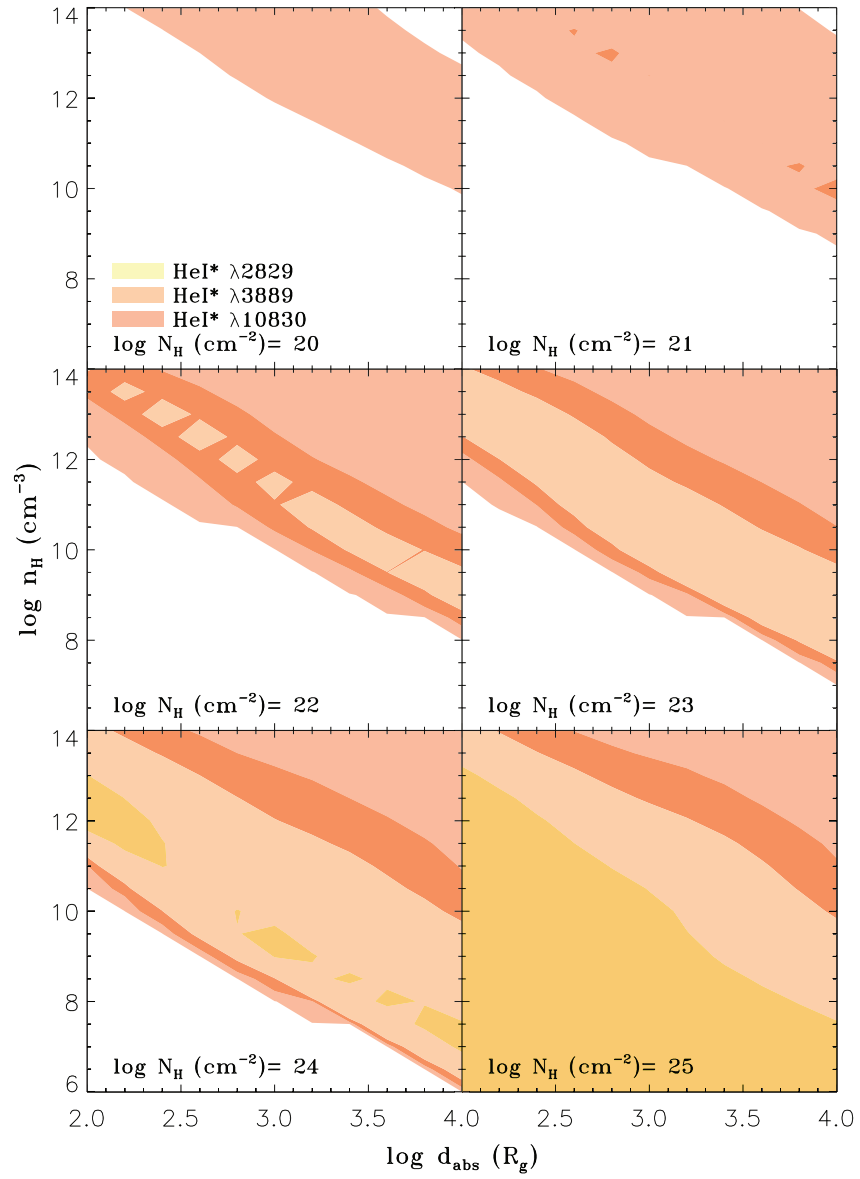 14
12
10
8
HeI* λ2829
HeI* λ3889
HeI* λ10830
log N_H (cm⁻²)= 20
log N_H (cm⁻²)= 21
14
12
10
8
log n_H (cm⁻³)
log N_H (cm⁻²)= 22
log N_H (cm⁻²)= 23
14
12
10
8
6
log N_H (cm⁻²)= 24
log N_H (cm⁻²)= 25
2.0 2.5 3.0 3.5 4.0 2.5 3.0 3.5 4.0
log d_abs (R_g)